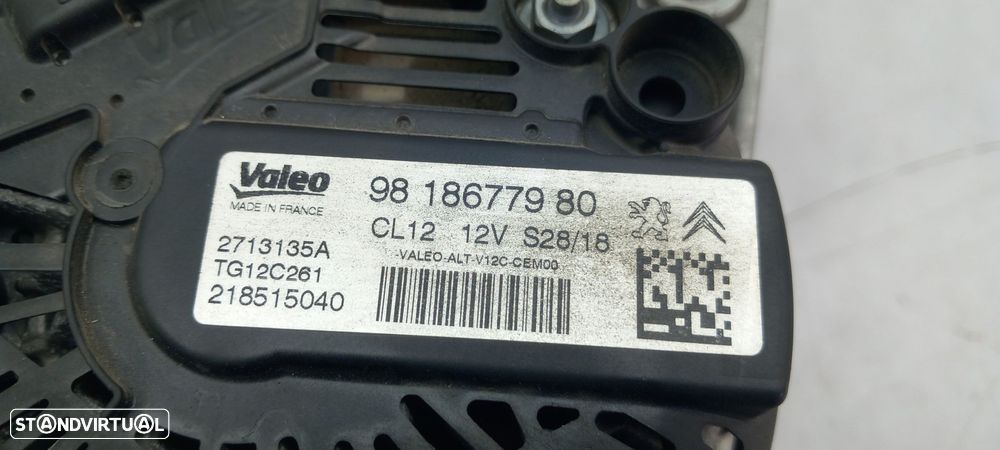 Valeo
MADE IN FRANCE
98 186779 80
CL12 12V S28/18
-VALEO-ALT-V12C-CEM00
2713135A
TG12C261
218515040
STANDVIRTUAL